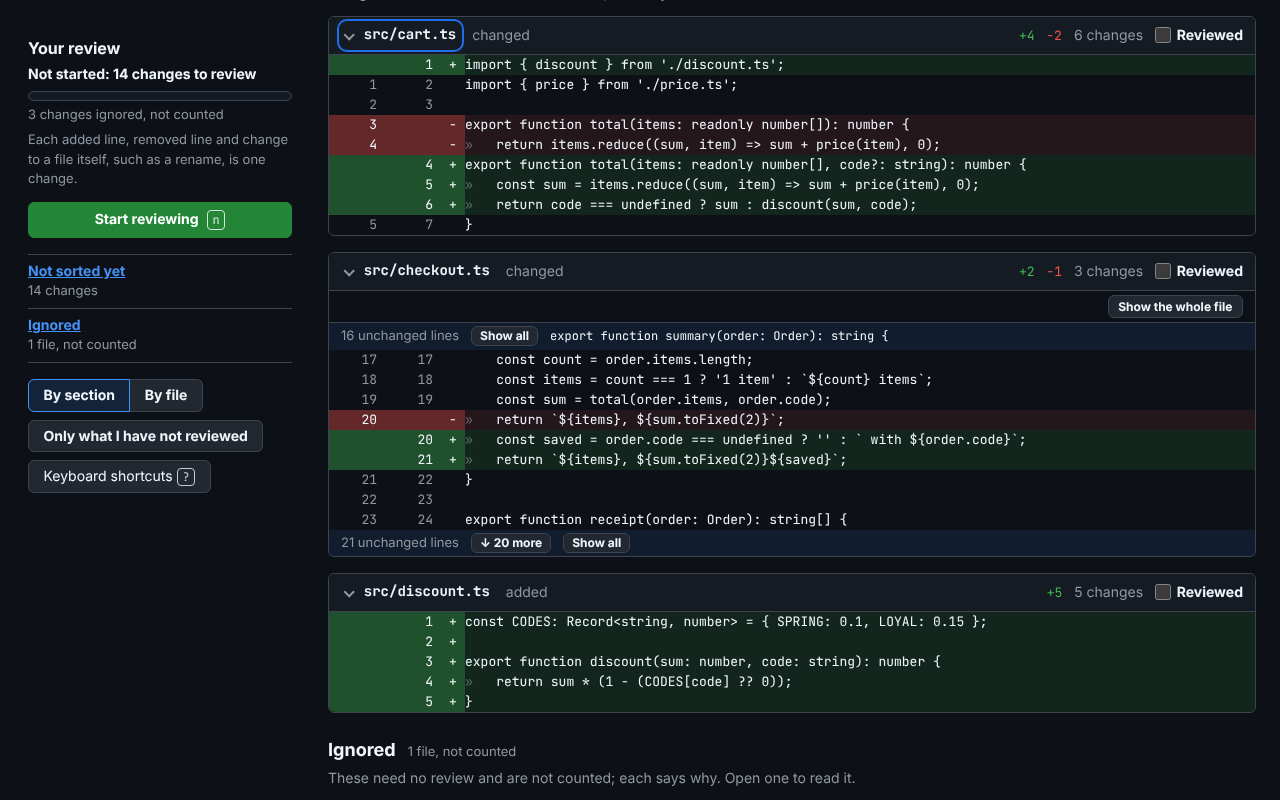 Your review
Not started: 14 changes to review
3 changes ignored, not counted
Each added line, removed line and change
to a file itself, such as a rename, is one
change.
Start reviewing n
Not sorted yet
14 changes
Ignored
1 file, not counted
By section By file
Only what I have not reviewed
Keyboard shortcuts ?
src/cart.ts changed +4 -2 6 changes Reviewed
1 + import { discount } from './discount.ts';
1 2 import { price } from './price.ts';
2 3
3 - export function total(items: readonly number[]): number {
4 - » return items.reduce((sum, item) => sum + price(item), 0);
4 + export function total(items: readonly number[], code?: string): number {
5 + » const sum = items.reduce((sum, item) => sum + price(item), 0);
6 + » return code === undefined ? sum : discount(sum, code);
5 7 }
src/checkout.ts changed +2 -1 3 changes Reviewed
Show the whole file
16 unchanged lines Show all export function summary(order: Order): string {
17 17 const count = order.items.length;
18 18 const items = count === 1 ? '1 item' : `${count} items`;
19 19 const sum = total(order.items, order.code);
20 - » return `${items}, ${sum.toFixed(2)}`;
20 + » const saved = order.code === undefined ? '' : ` with ${order.code}`;
21 + » return `${items}, ${sum.toFixed(2)}${saved}`;
21 22 }
22 23
23 24 export function receipt(order: Order): string[] {
21 unchanged lines ↓ 20 more Show all
src/discount.ts added +5 5 changes Reviewed
1 + const CODES: Record<string, number> = { SPRING: 0.1, LOYAL: 0.15 };
2 +
3 + export function discount(sum: number, code: string): number {
4 + » return sum * (1 - (CODES[code] ?? 0));
5 + }
Ignored 1 file, not counted
These need no review and are not counted; each says why. Open one to read it.